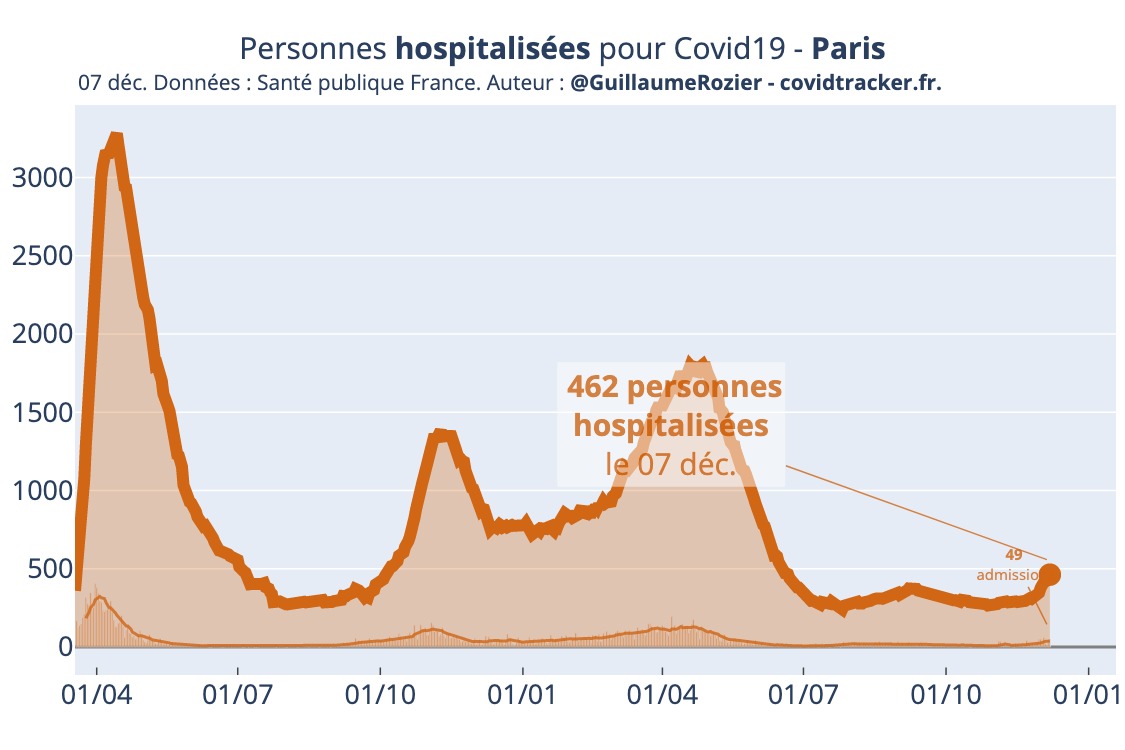 Personnes hospitalisées pour Covid19 - Paris
07 déc. Données : Santé publique France. Auteur : @GuillaumeRozier - covidtracker.fr.
3000
2500
2000
1500
1000
500
0
462 personnes
hospitalisées
le 07 déc.
49
admissio
01/04
01/07
01/10
01/01
01/04
01/07
01/10
01/01